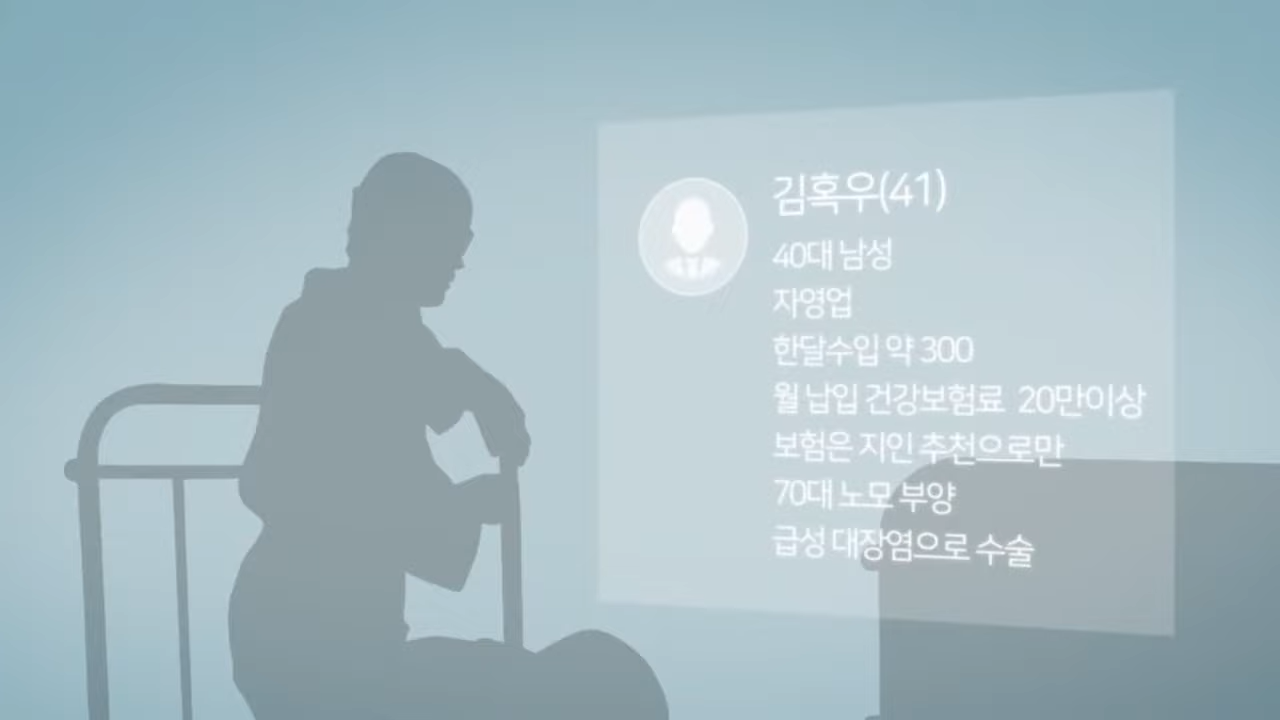 김혹우(41)
40대 남성
자영업
한달수입 약 300
월 납입 건강보험료 20만이상
보험은 지인 추천으로만
70대 노모 부양
급성 대장염으로 수술